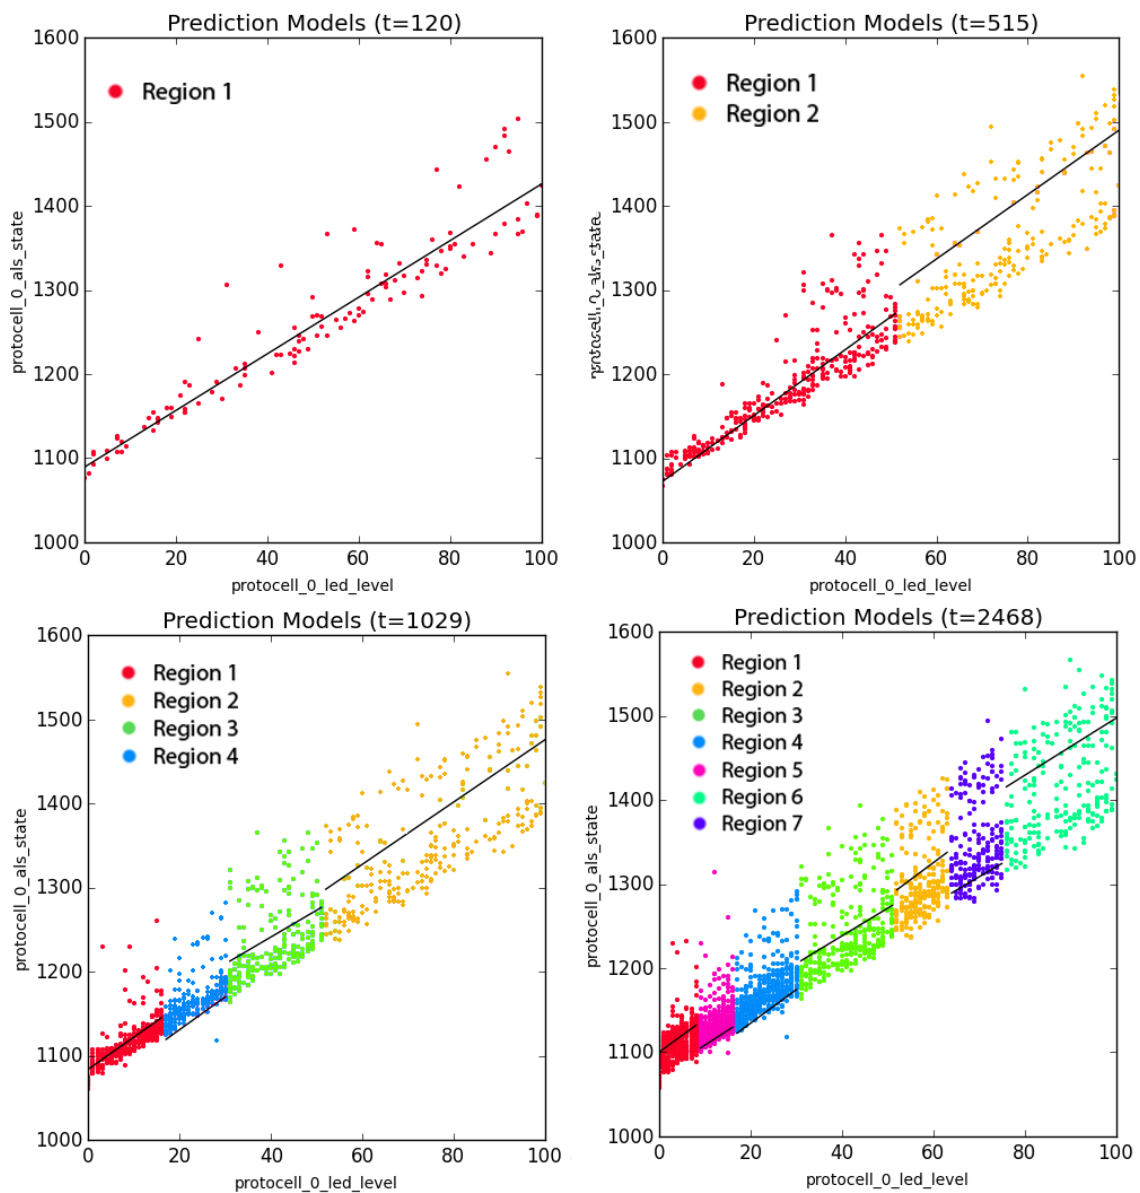 Prediction Models (t=120)
1600
1500
1400
1300
1200
1100
1000
protocell_0_als_state
Region 1
0 20 40 60 80 100
protocell_0_led_level
Prediction Models (t=515)
1600
1500
1400
1300
1200
1100
1000
protocell_0_als_state
Region 1
Region 2
0 20 40 60 80 100
protocell_0_led_level
Prediction Models (t=1029)
1600
1500
1400
1300
1200
1100
1000
protocell_0_als_state
Region 1
Region 2
Region 3
Region 4
0 20 40 60 80 100
protocell_0_led_level
Prediction Models (t=2468)
1600
1500
1400
1300
1200
1100
1000
protocell_0_als_state
Region 1
Region 2
Region 3
Region 4
Region 5
Region 6
Region 7
0 20 40 60 80 100
protocell_0_led_level